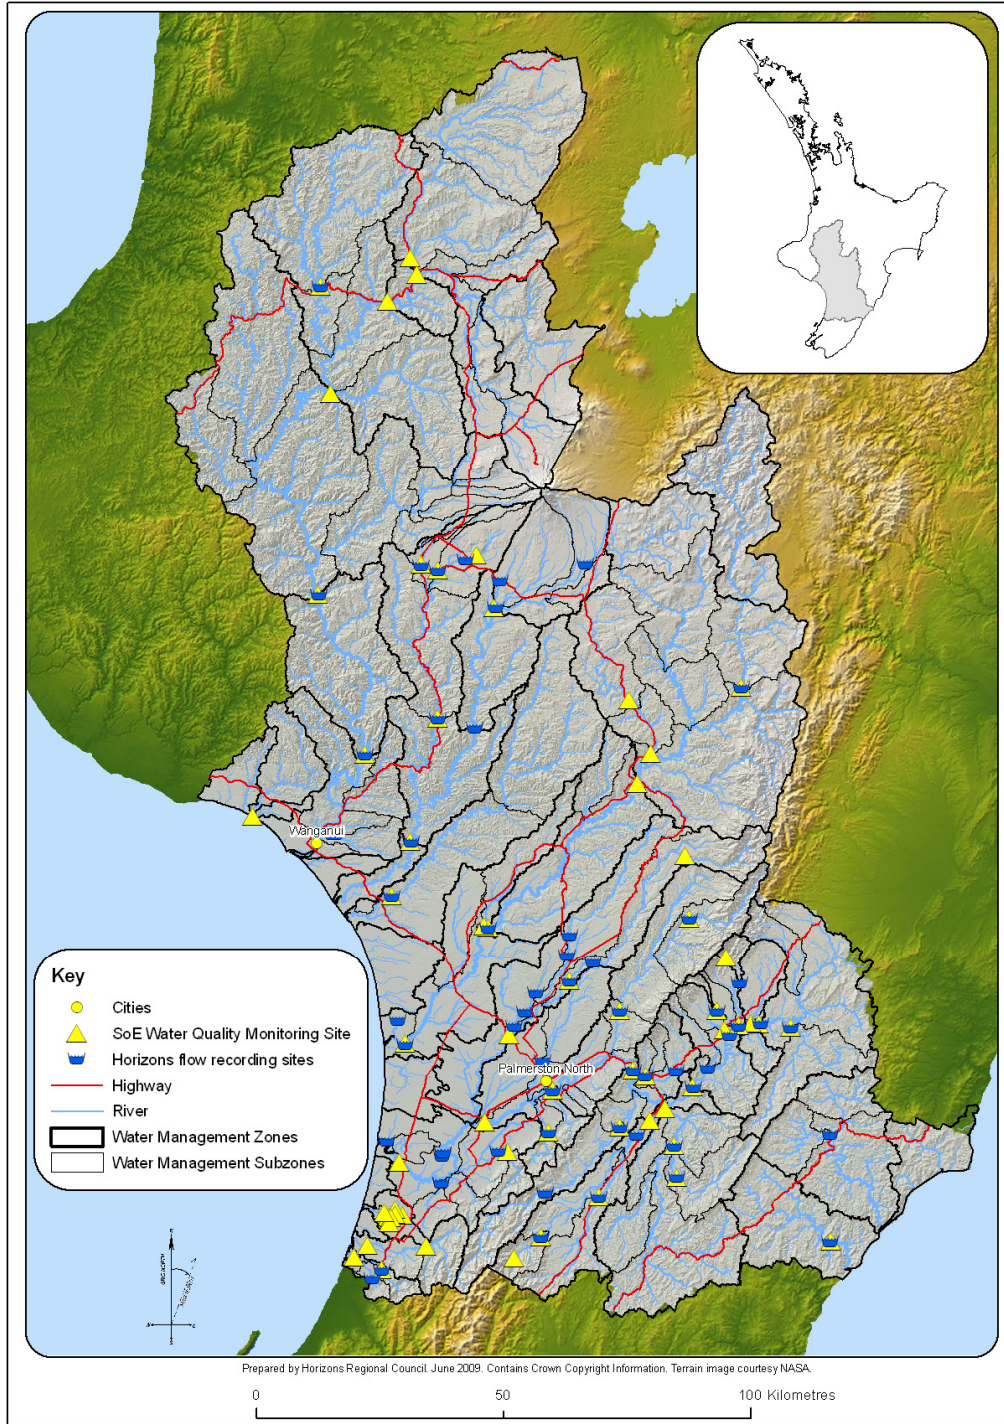 Wanganui
Palmerston North
Key
Cities
SoE Water Quality Monitoring Site
Horizons flow recording sites
Highway
River
Water Management Zones
Water Management Subzones
Prepared by Horizons Regional Council. June 2009. Contains Crown Copyright Information. Terrain image courtesy NASA.
0 50 100 Kilometres